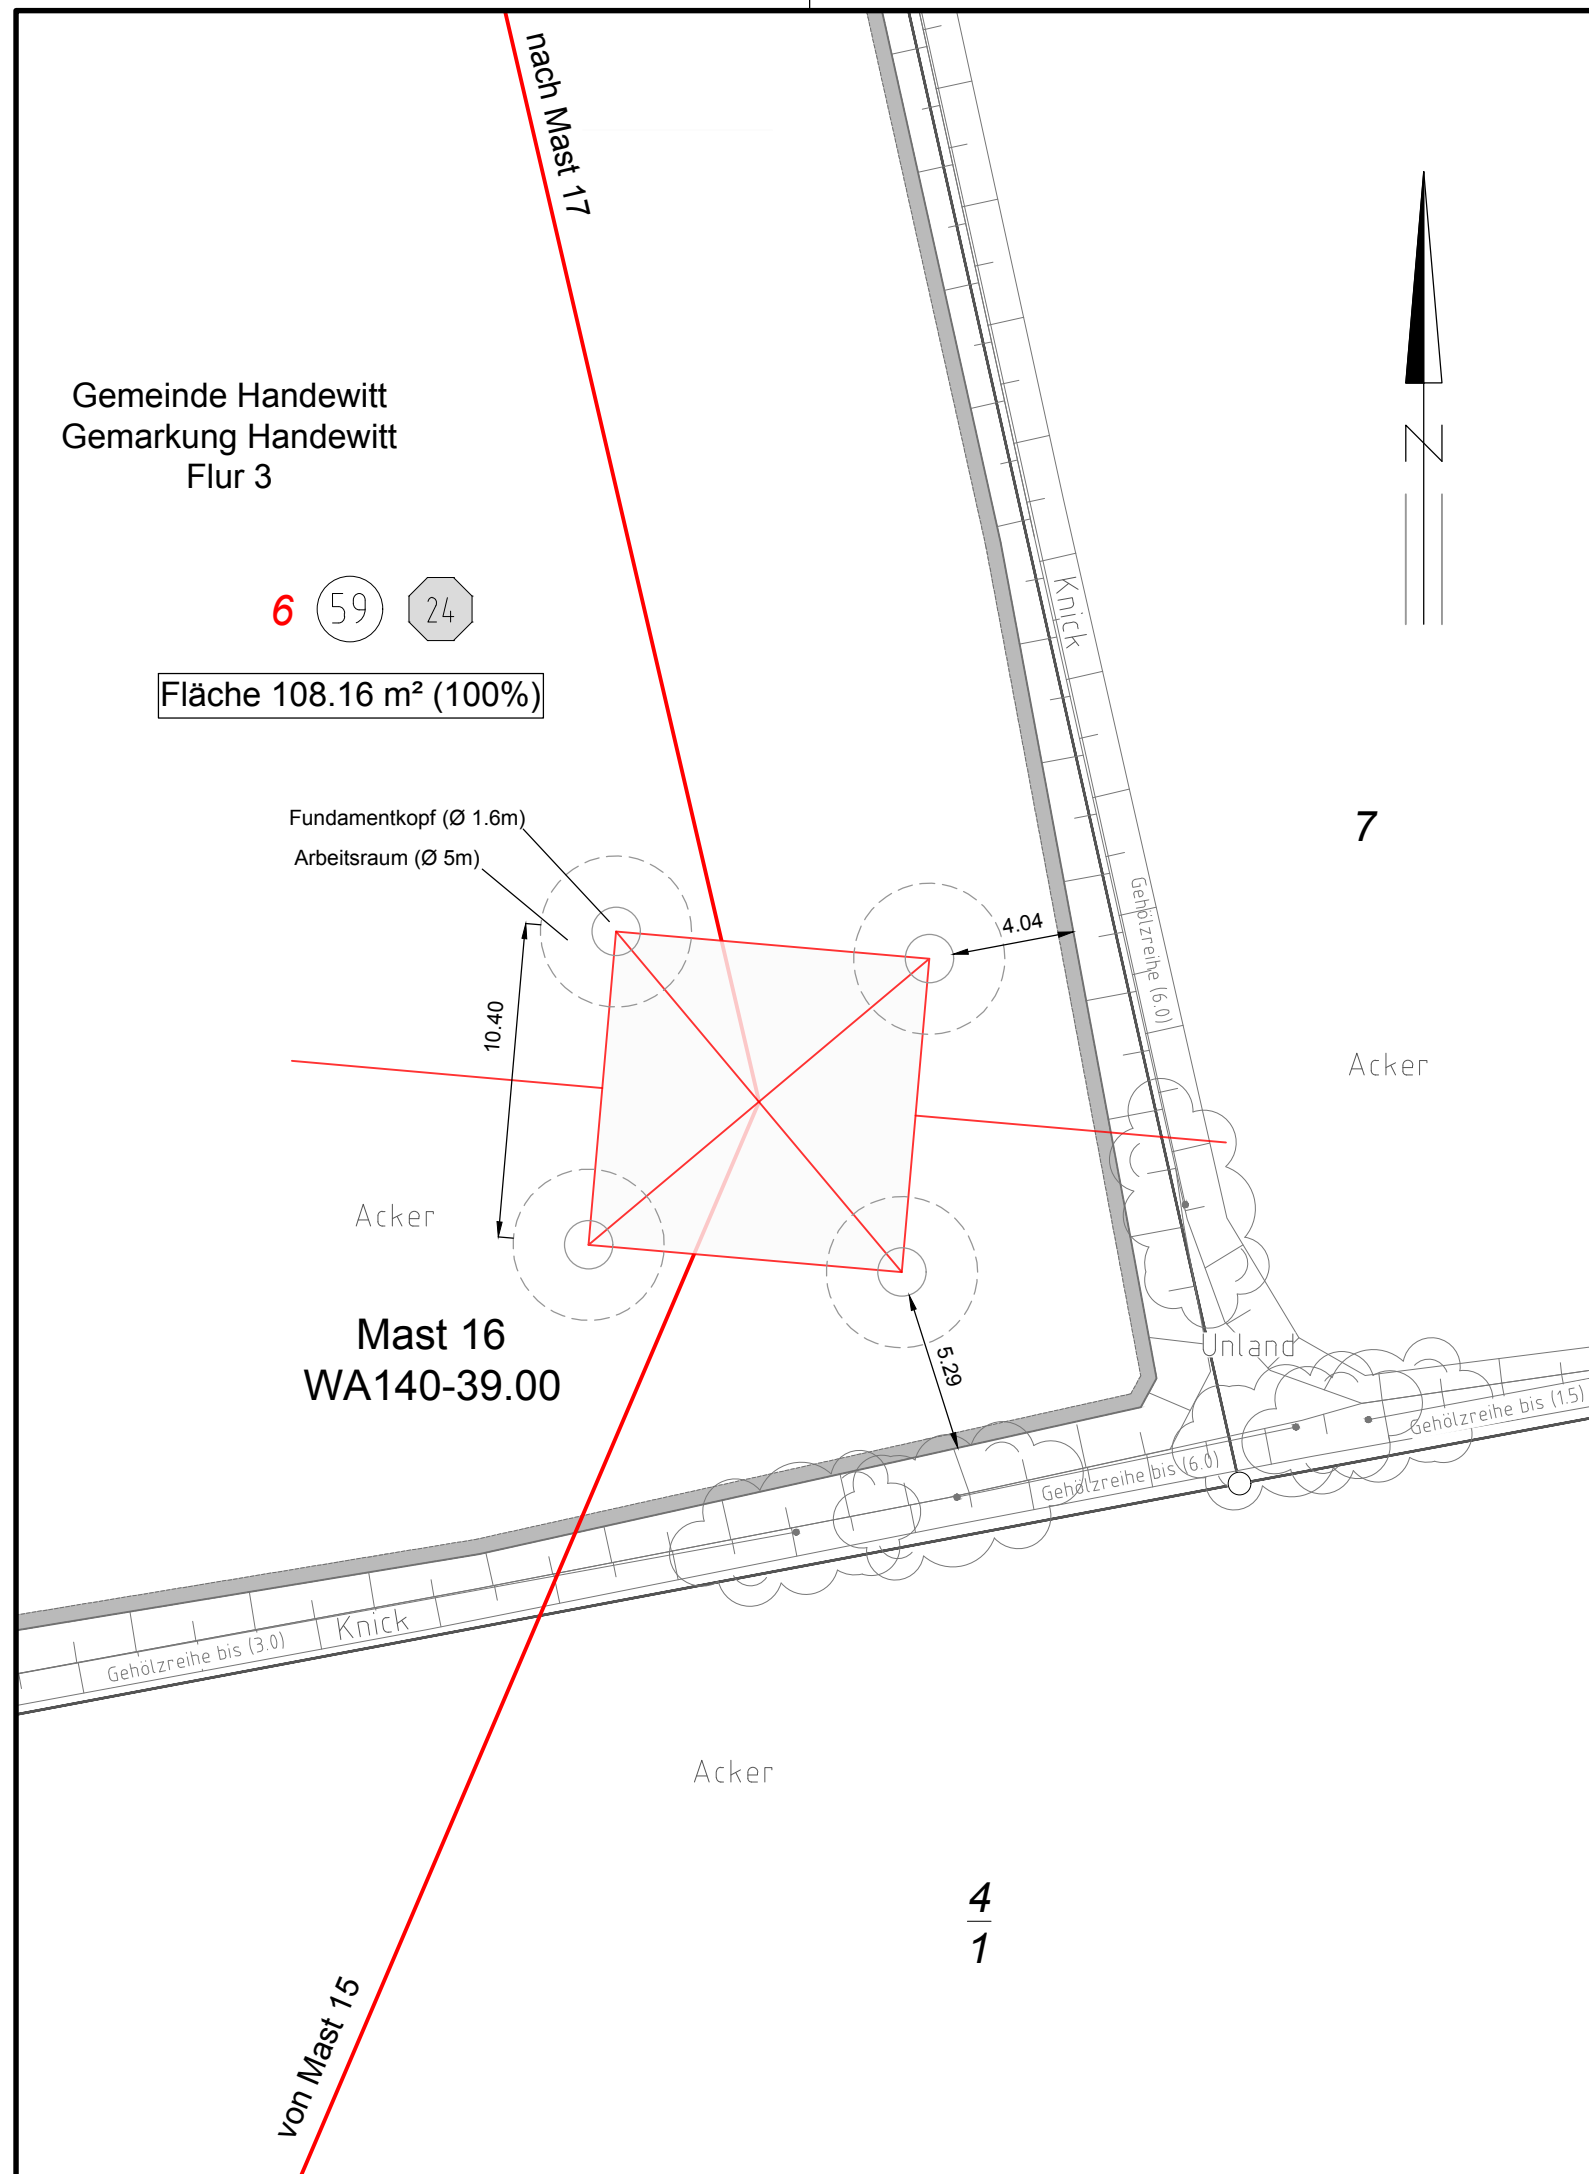 nach Mast 17
Gemeinde Handewitt
Gemarkung Handewitt
Flur 3
N
6 59 24
Knick
Fläche 108.16 m² (100%)
Fundamentkopf (Ø 1.6m)
Arbeitsraum (Ø 5m)
7
Gehölzreihe (6.0)
4.04
10.40
Acker
Acker
Mast 16
WA140-39.00
5.29
Unland
Gehölzreihe bis (1.5)
Gehölzreihe bis (6.0)
Knick
Gehölzreihe bis (3.0)
Acker
4
1
von Mast 15